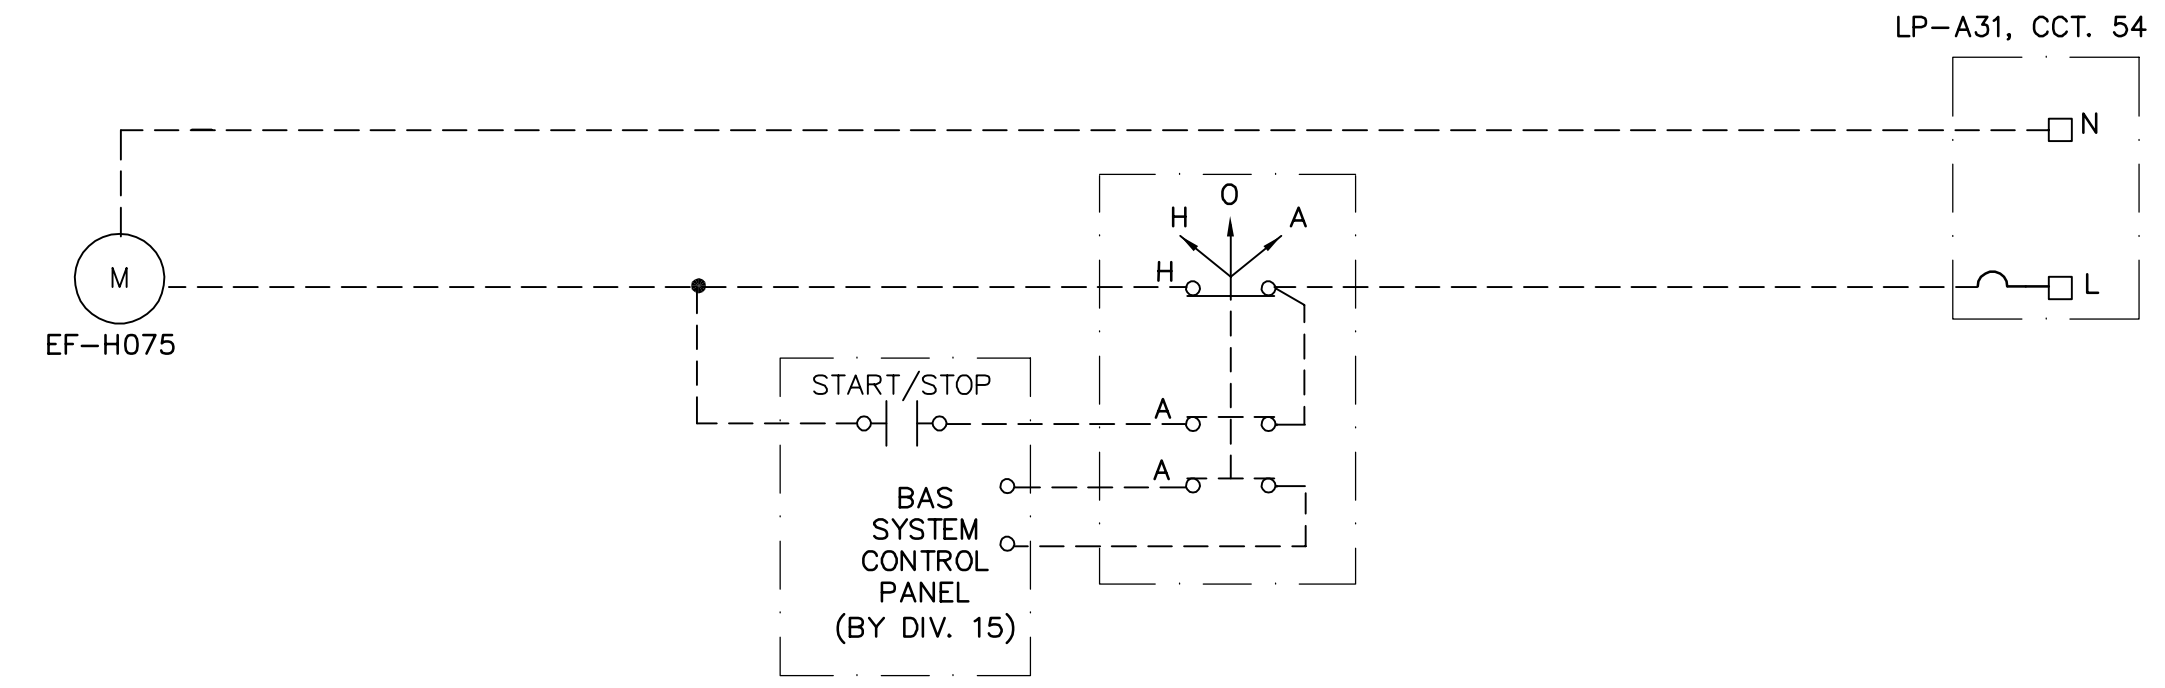 LP-A31, CCT. 54
N
O
H A
H
L
M
EF-H075
START/STOP
A
A
BAS
SYSTEM
CONTROL
PANEL
(BY DIV. 15)